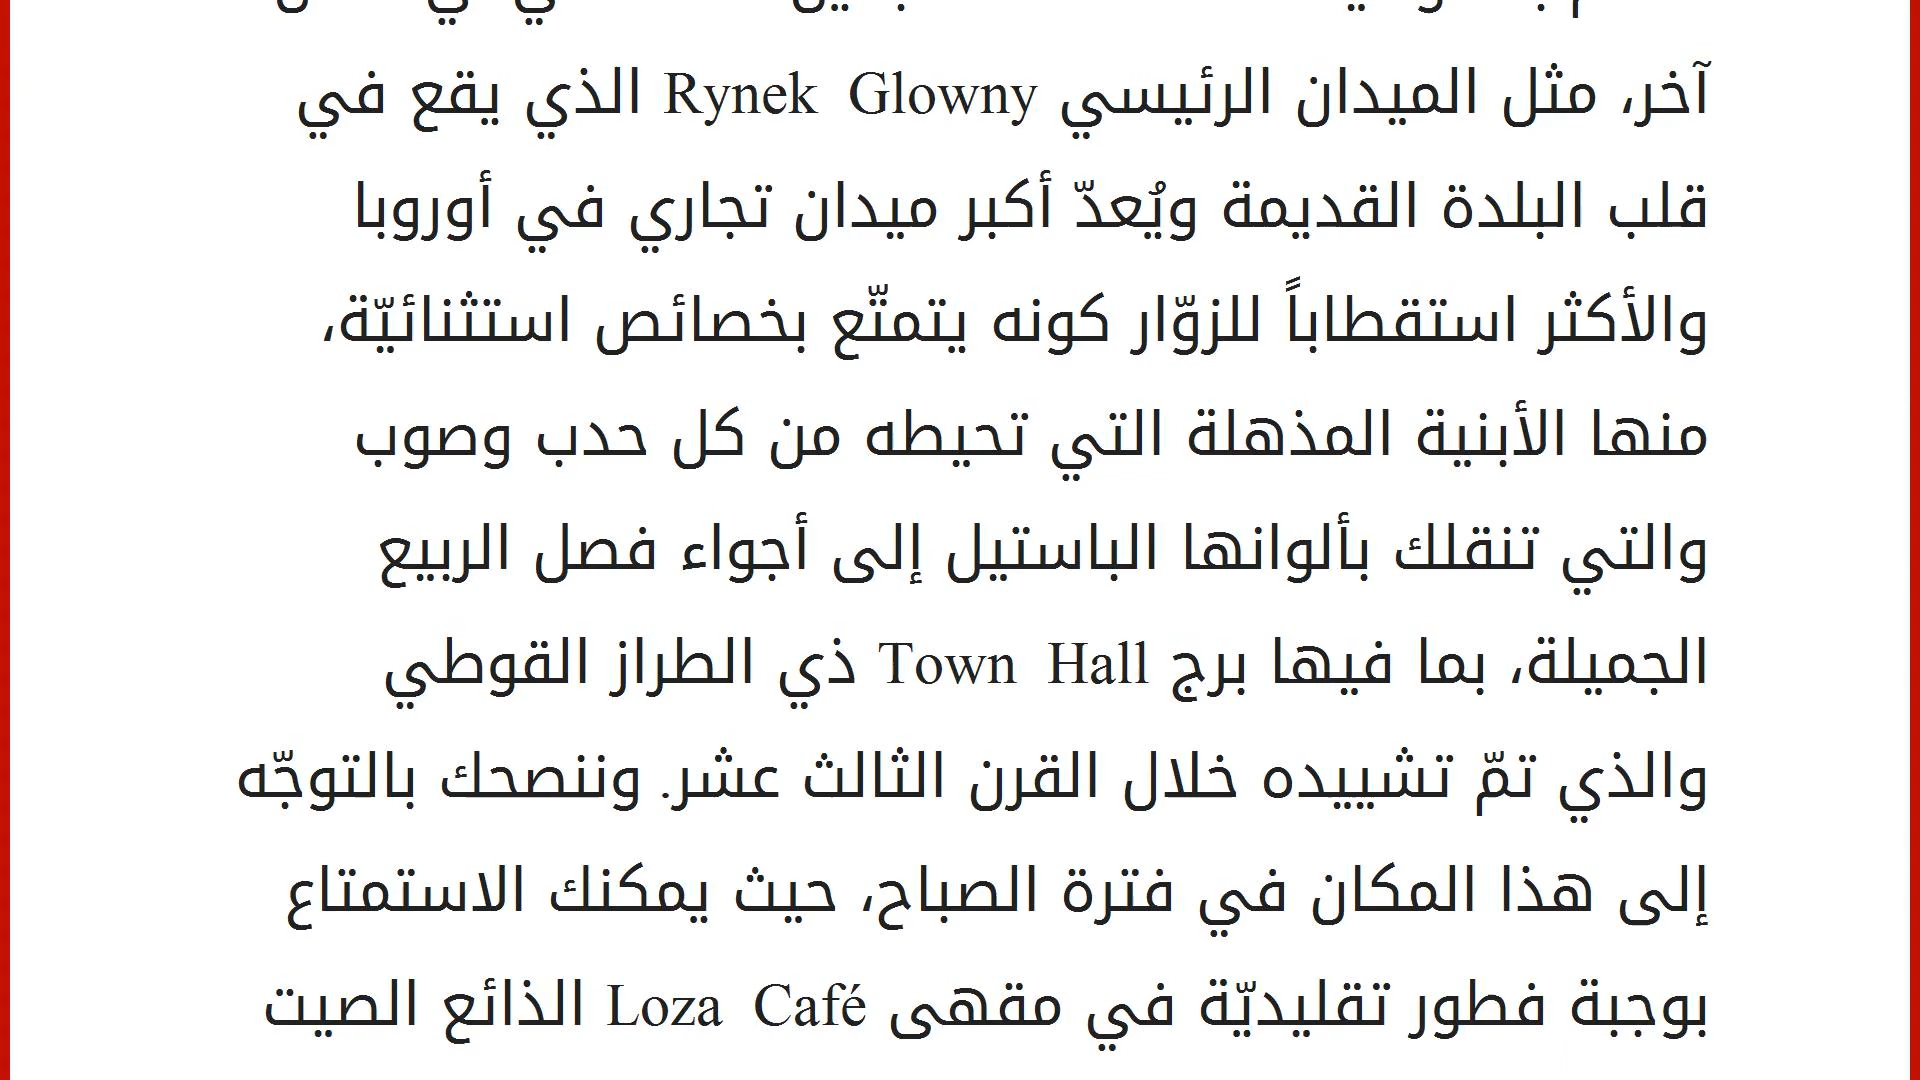 آخر، مثل الميدان الرئيسي Rynek Glowny الذي يقع في
قلب البلدة القديمة ويُعدّ أكبر ميدان تجاري في أوروبا
والأكثر استقطاباً للزوّار كونه يتمتّع بخصائص استثنائيّة،
منها الأبنية المذهلة التي تحيطه من كل حدب وصوب
والتي تنقلك بألوانها الباستيل إلى أجواء فصل الربيع
الجميلة، بما فيها برج Town Hall ذي الطراز القوطي
والذي تمّ تشييده خلال القرن الثالث عشر. وننصحك بالتوجّه
إلى هذا المكان في فترة الصباح، حيث يمكنك الاستمتاع
بوجبة فطور تقليديّة في مقهى Loza Café الذائع الصيت